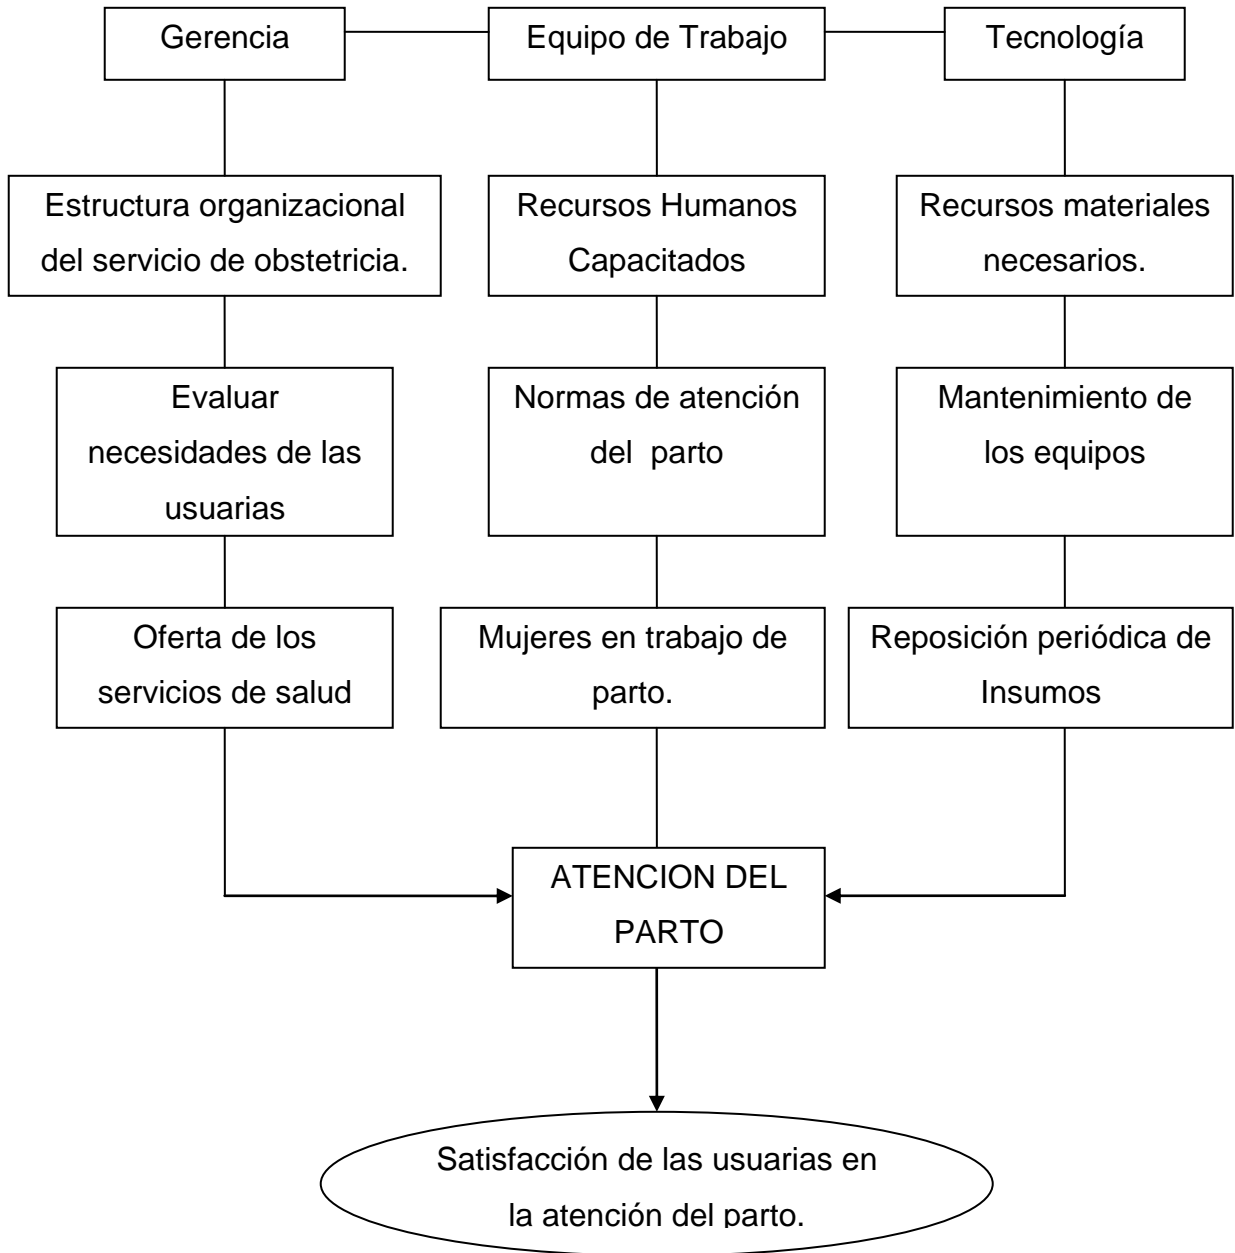 Gerencia
Equipo de Trabajo
Tecnología
Estructura organizacional
del servicio de obstetricia.
Recursos Humanos
Capacitados
Recursos materiales
necesarios.
Evaluar
necesidades de las
usuarias
Normas de atención
del parto
Mantenimiento de
los equipos
Oferta de los
servicios de salud
Mujeres en trabajo de
parto.
Reposición periódica de
Insumos
ATENCION DEL
PARTO
Satisfacción de las usuarias en
la atención del parto.